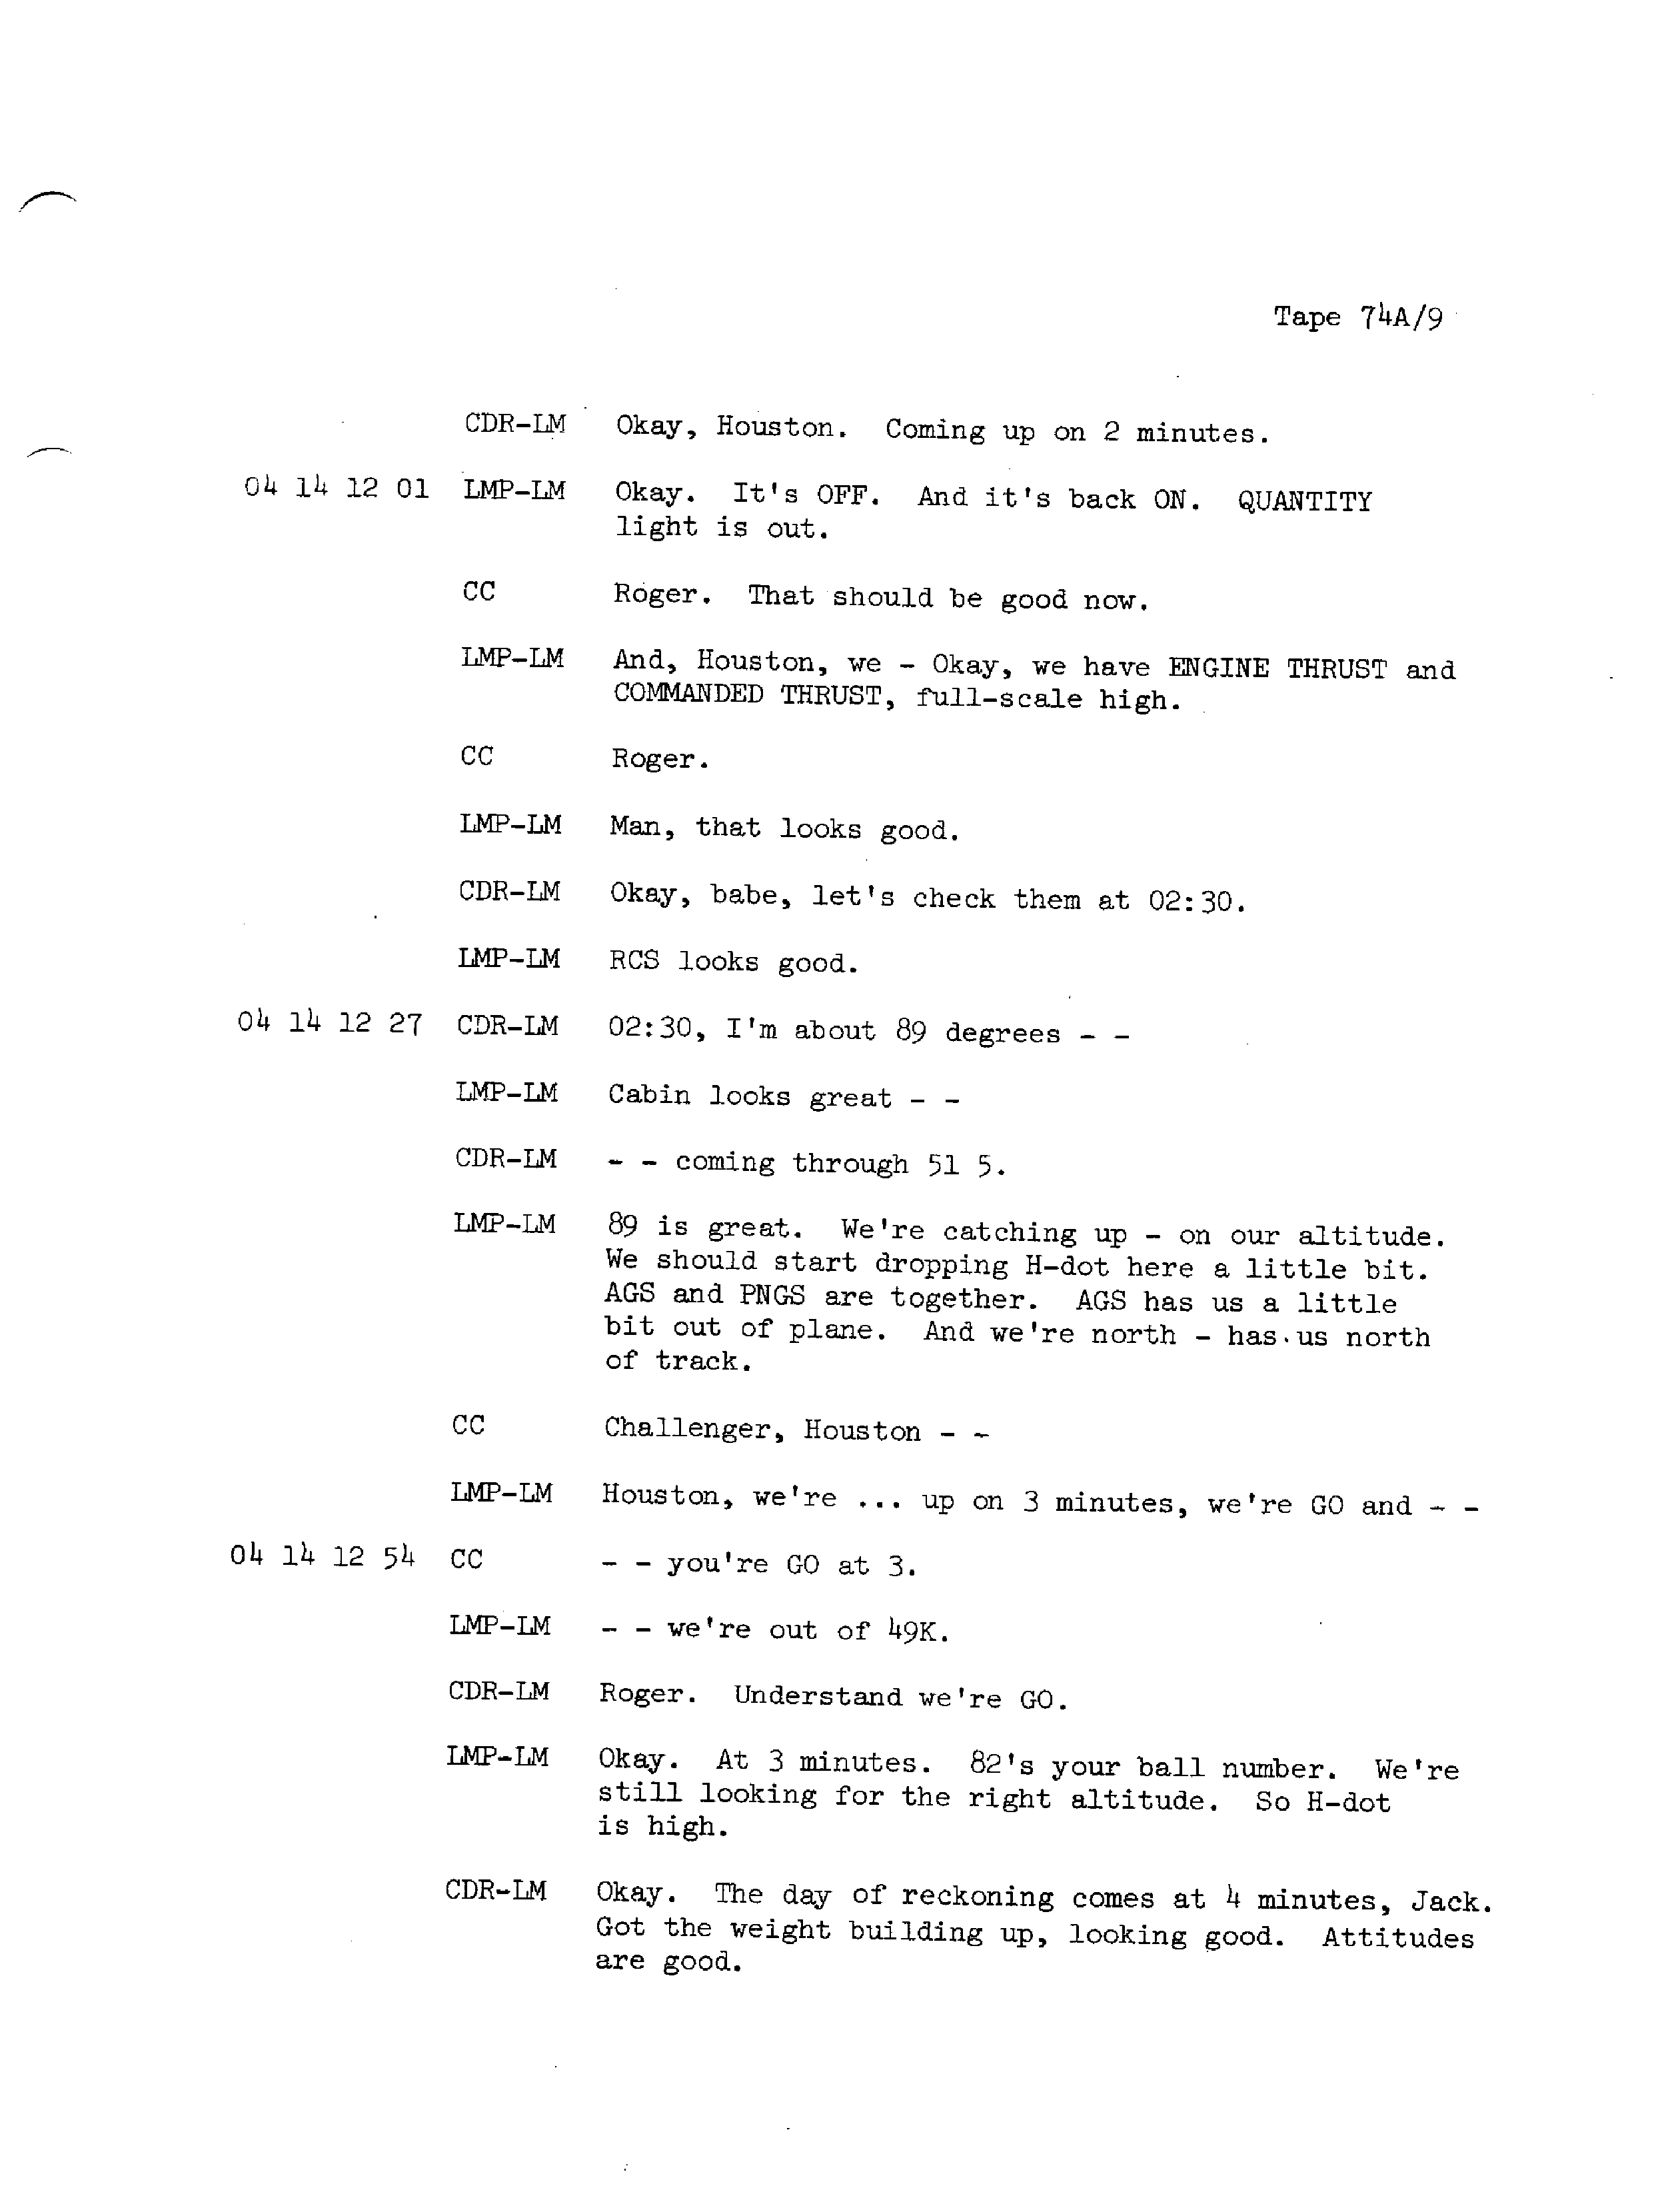 Tape 74A/9
CDR-LM Okay, Houston. Coming up on 2 minutes.
04 14 12 01 LMP-LM Okay. It's OFF. And it's back ON. QUANTITY
light is out.
CC Roger. That should be good now.
LMP-LM And, Houston, we - Okay, we have ENGINE THRUST and
COMMANDED THRUST, full-scale high.
CC Roger.
LMP-LM Man, that looks good.
CDR-LM Okay, babe, let's check them at 02:30.
LMP-LM RCS looks good.
04 14 12 27 CDR-LM 02:30, I'm about 89 degrees - -
LMP-LM Cabin looks great - -
CDR-LM - - coming through 51 5.
LMP-LM 89 is great. We're catching up - on our altitude.
We should start dropping H-dot here a little bit.
AGS and PNGS are together. AGS has us a little
bit out of plane. And we're north - has us north
of track.
CC Challenger, Houston - -
LMP-LM Houston, we're ... up on 3 minutes, we're GO and - -
04 14 12 54 CC - - you're GO at 3.
LMP-LM - - we're out of 49K.
CDR-LM Roger. Understand we're GO.
LMP-LM Okay. At 3 minutes. 82's your ball number. We're
still looking for the right altitude. So H-dot
is high.
CDR-LM Okay. The day of reckoning comes at 4 minutes, Jack.
Got the weight building up, looking good. Attitudes
are good.